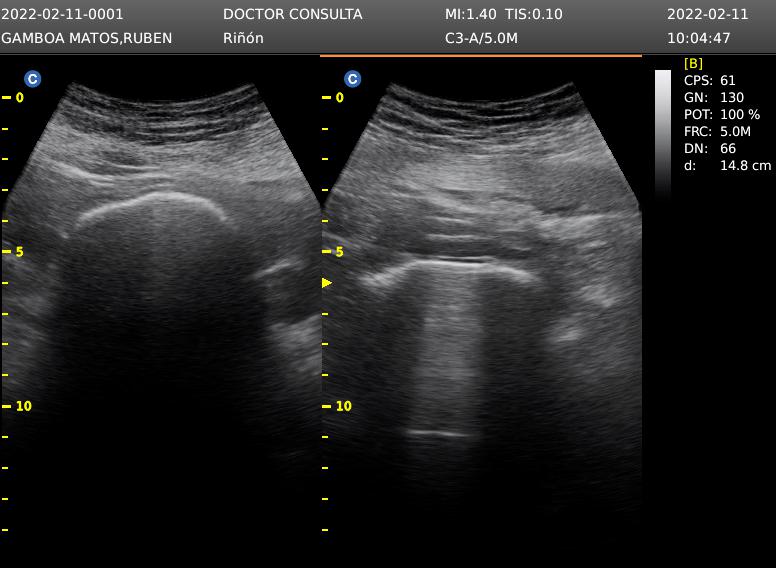 2022-02-11-0001 DOCTOR CONSULTA MI:1.40 TIS:0.10 2022-02-11
GAMBOA MATOS,RUBEN Riñón C3-A/5.0M 10:04:47
C C
[B]
0 0
CPS: 61
GN: 130
POT: 100 %
FRC: 5.0M
DN: 66
d: 14.8 cm
5 5
10 10